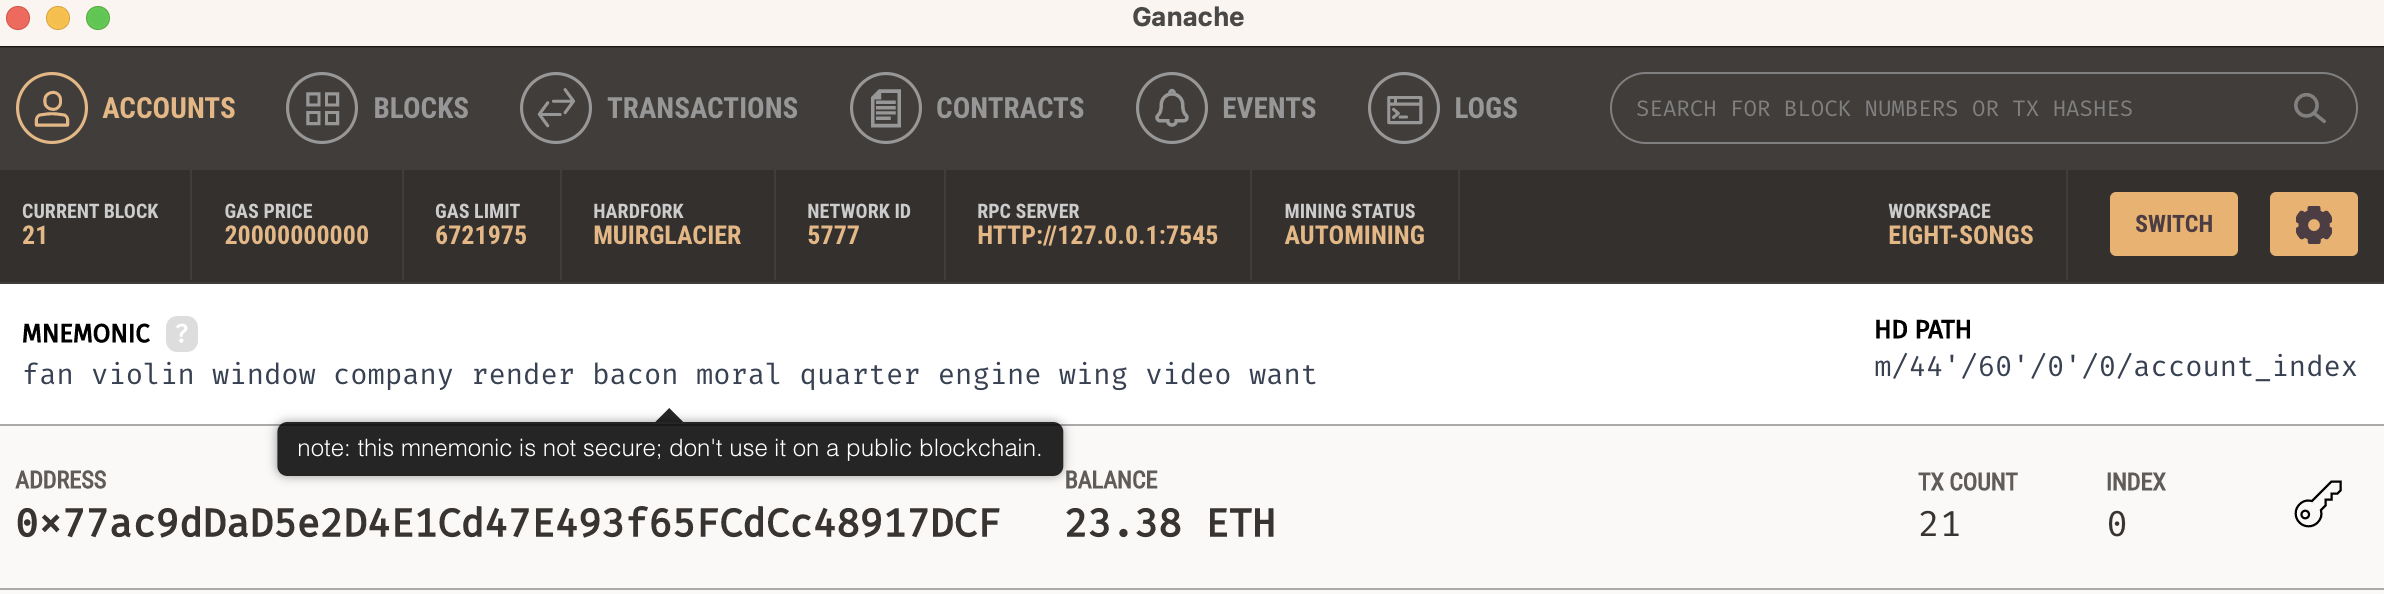 Ganache
ACCOUNTS BLOCKS TRANSACTIONS CONTRACTS EVENTS LOGS SEARCH FOR BLOCK NUMBERS OR TX HASHES
CURRENT BLOCK GAS PRICE GAS LIMIT HARDFORK NETWORK ID RPC SERVER MINING STATUS WORKSPACE
21 20000000000 6721975 MUIRGLACIER 5777 HTTP://127.0.0.1:7545 AUTOMINING EIGHT-SONGS SWITCH
MNEMONIC ? HD PATH
fan violin window company render bacon moral quarter engine wing video want m/44'/60'/0'/0/account_index
note: this mnemonic is not secure; don't use it on a public blockchain.
ADDRESS BALANCE TX COUNT INDEX
0×77ac9dDaD5e2D4E1Cd47E493f65FCdCc48917DCF 23.38 ETH 21 0